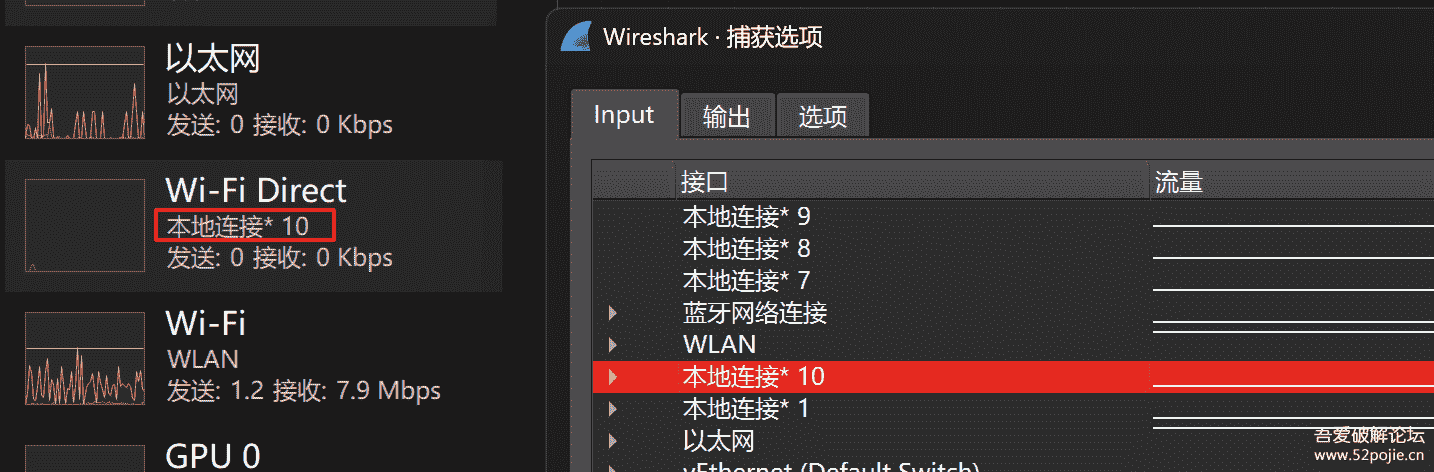 以太网
以太网
发送: 0 接收: 0 Kbps
Wi-Fi Direct
本地连接* 10
发送: 0 接收: 0 Kbps
Wi-Fi
WLAN
发送: 1.2 接收: 7.9 Mbps
GPU 0
Wireshark · 捕获选项
Input 输出 选项
接口 流量
本地连接* 9
本地连接* 8
本地连接* 7
蓝牙网络连接
WLAN
本地连接* 10
本地连接* 1
以太网
vEthernet (Default Switch)
吾爱破解论坛
www.52pojie.cn